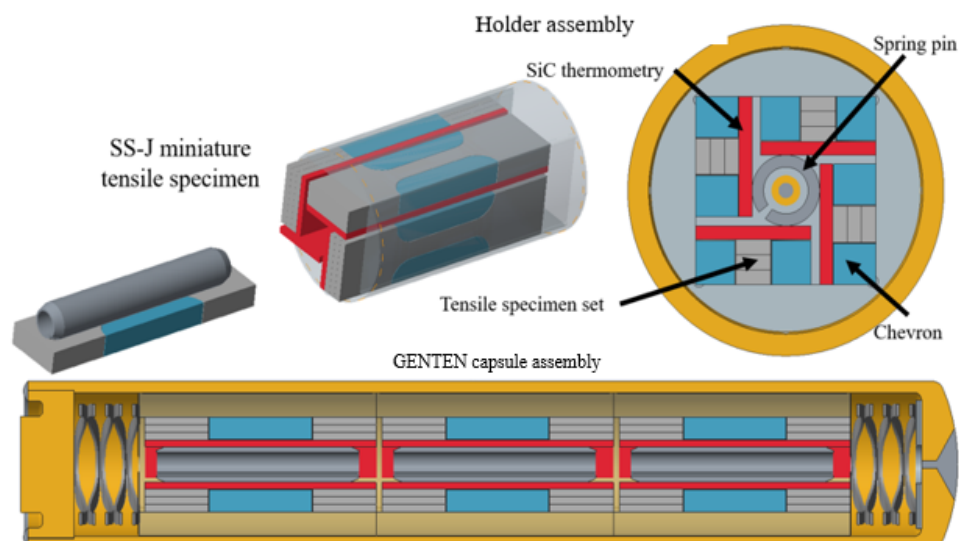 Holder assembly
Spring pin
SiC thermometry
SS-J miniature
tensile specimen
Tensile specimen set
Chevron
GENTEN capsule assembly